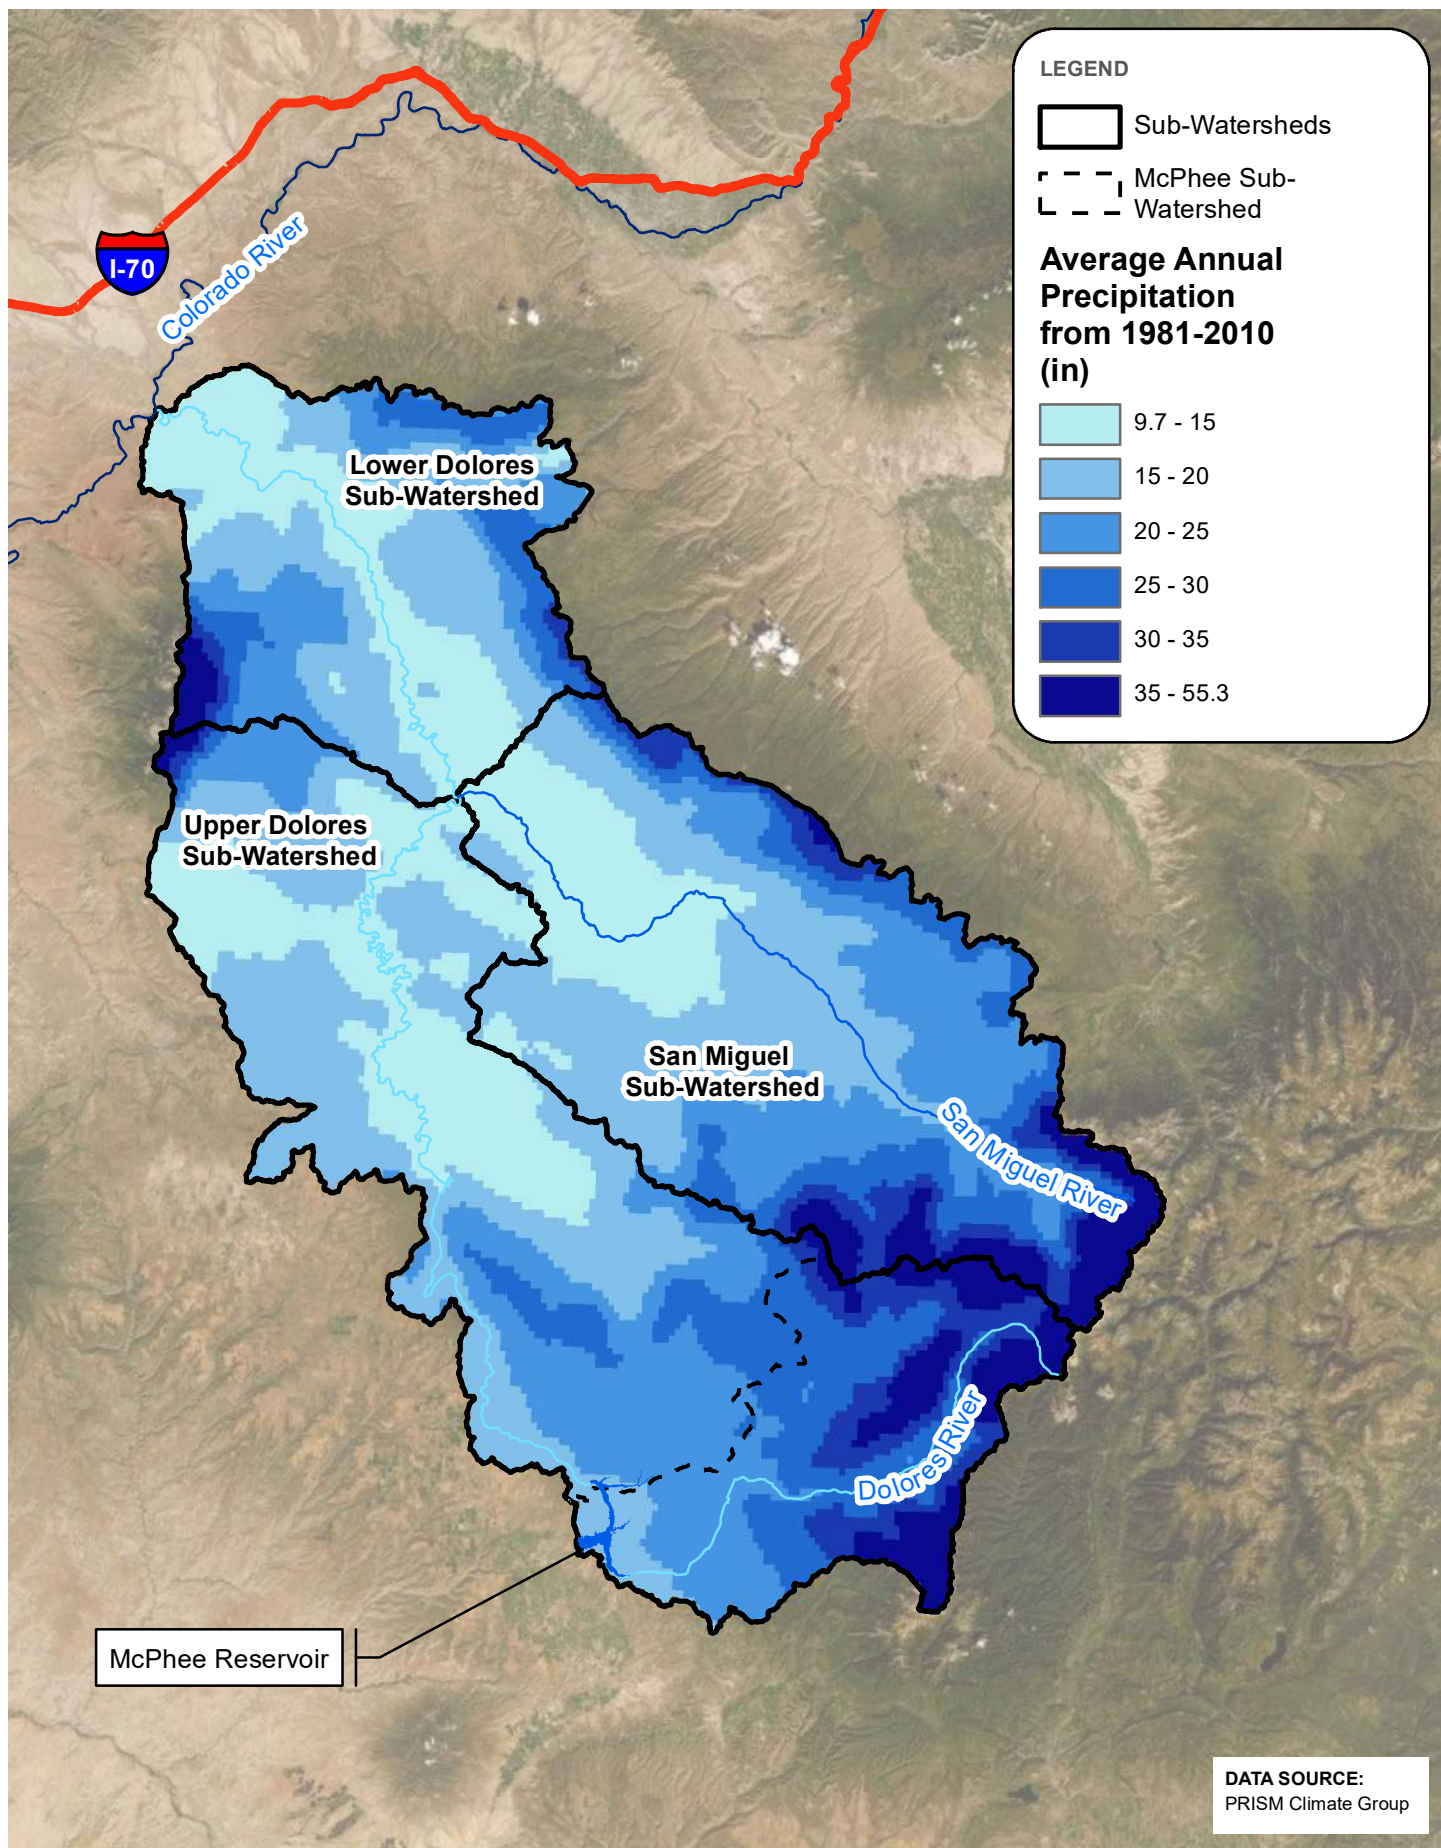 LEGEND
Sub-Watersheds
McPhee Sub-
Watershed
Average Annual
Precipitation
from 1981-2010
(in)
9.7 - 15
15 - 20
20 - 25
25 - 30
30 - 35
35 - 55.3
I-70
Colorado River
Lower Dolores
Sub-Watershed
Upper Dolores
Sub-Watershed
San Miguel
Sub-Watershed
San Miguel River
Dolores River
McPhee Reservoir
DATA SOURCE:
PRISM Climate Group